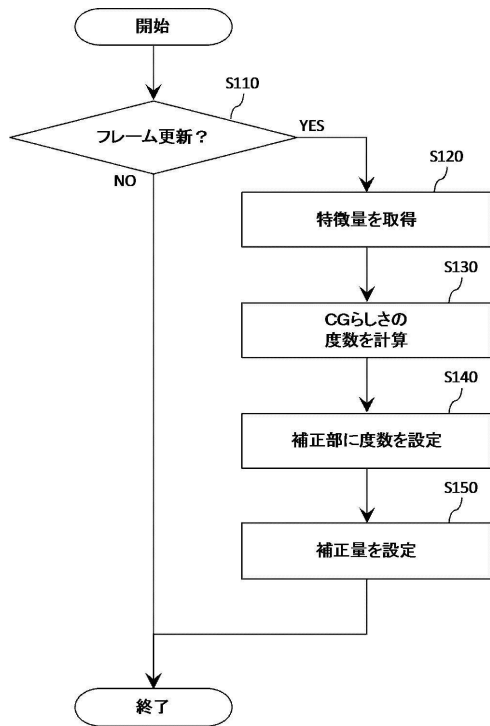 開始
S110
フレーム更新？
YES
NO
S120
特徴量を取得
S130
CGらしさの
度数を計算
S140
補正部に度数を設定
S150
補正量を設定
終了